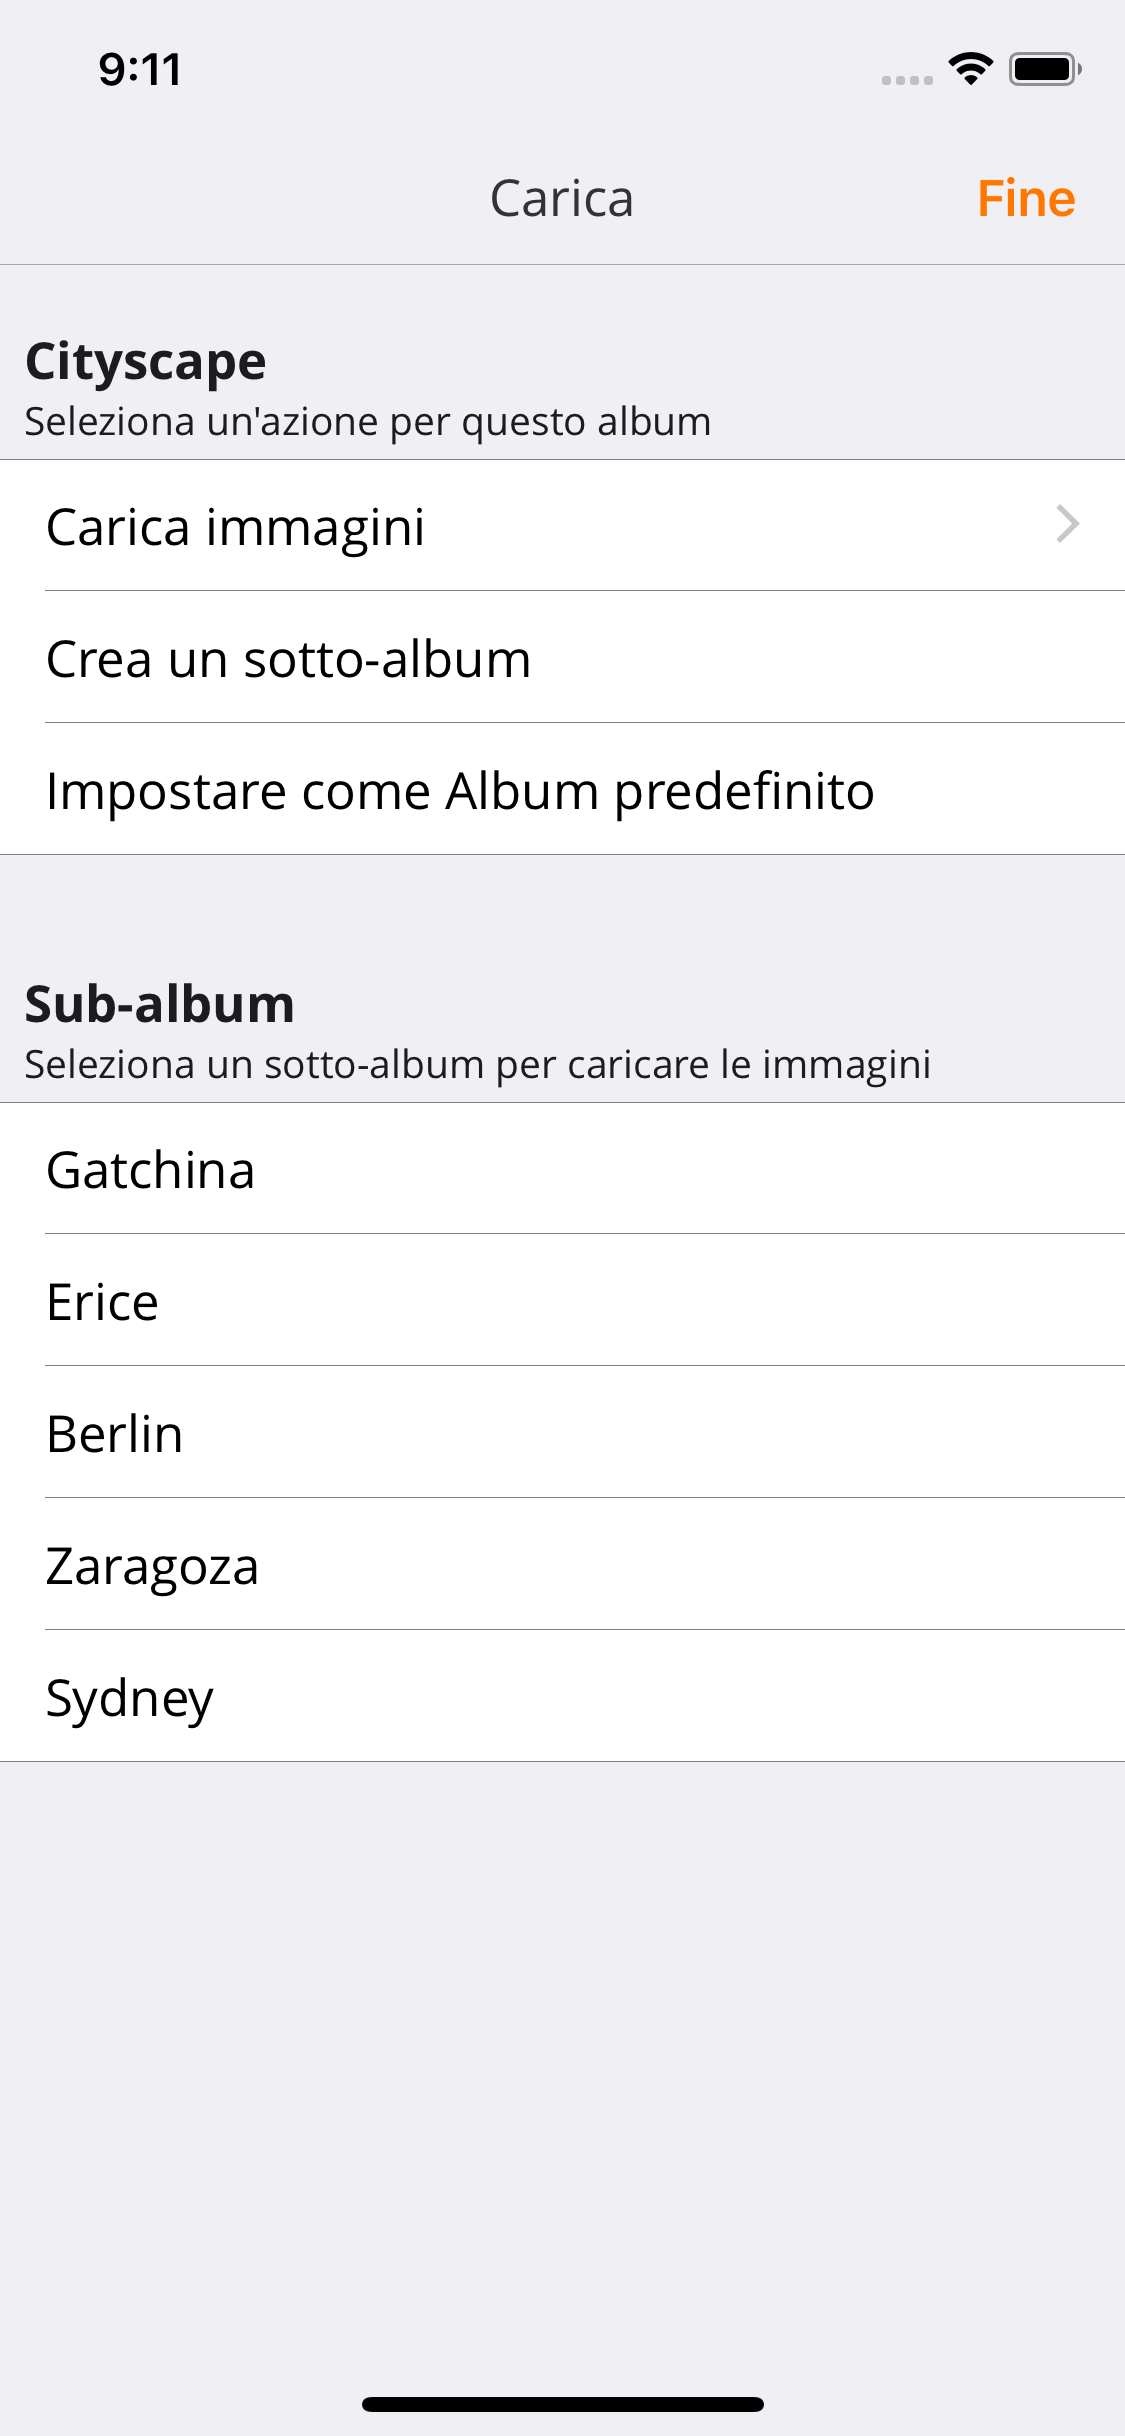 9:11
Carica
Fine
Cityscape
Seleziona un'azione per questo album
Carica immagini
Crea un sotto-album
Impostare come Album predefinito
Sub-album
Seleziona un sotto-album per caricare le immagini
Gatchina
Erice
Berlin
Zaragoza
Sydney